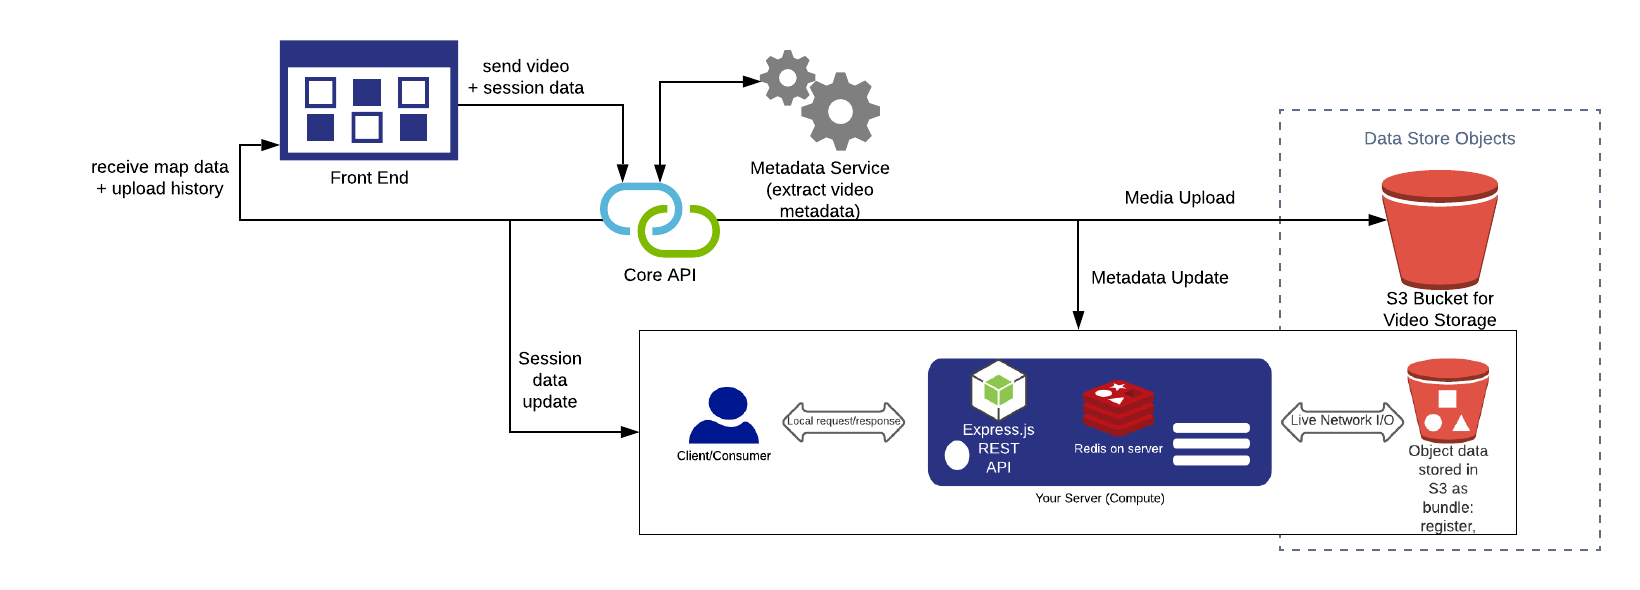 send video
+ session data
receive map data
+ upload history
Front End
Metadata Service
(extract video
metadata)
Core API
Data Store Objects
Media Upload
Metadata Update
S3 Bucket for
Video Storage
Session
data
update
Client/Consumer
Local request/response
Express.js
REST
API
Redis on server
Your Server (Compute)
Live Network I/O
Object data
stored in
S3 as
bundle:
register,